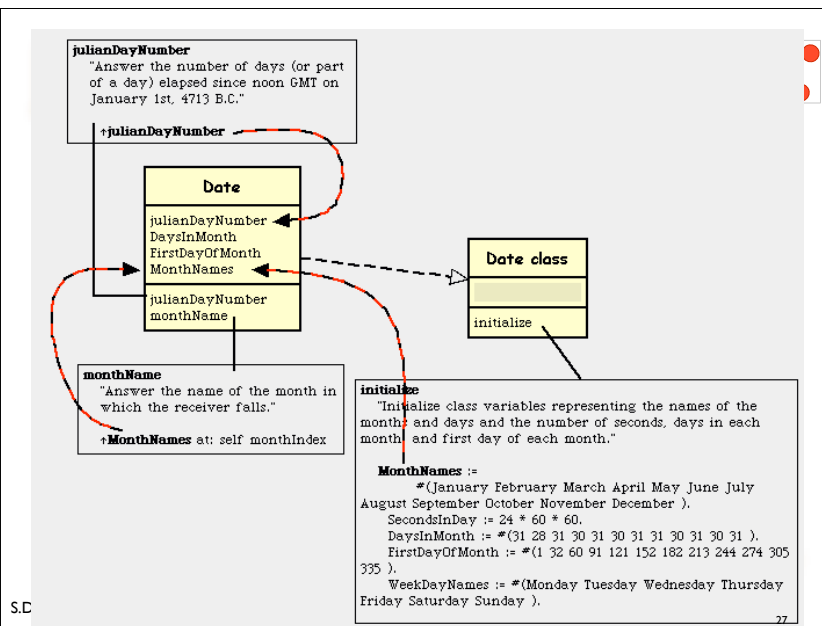 julianDayNumber
"Answer the number of days (or part
of a day) elapsed since noon GMT on
January 1st, 4713 B.C."
↑julianDayNumber
Date
julianDayNumber
DaysInMonth
FirstDayOfMonth
MonthNames
julianDayNumber
monthName
Date class
initialize
monthName
"Answer the name of the month in
which the receiver falls."
↑MonthNames at: self monthIndex
initialize
"Initialize class variables representing the names of the
months and days and the number of seconds, days in each
month, and first day of each month."
MonthNames :=
#(January February March April May June July
August September October November December ).
SecondsInDay := 24 * 60 * 60.
DaysInMonth := #(31 28 31 30 31 30 31 31 30 31 30 31 ).
FirstDayOfMonth := #(1 32 60 91 121 152 182 213 244 274 305
335 ).
WeekDayNames := #(Monday Tuesday Wednesday Thursday
Friday Saturday Sunday ).
S.D
27